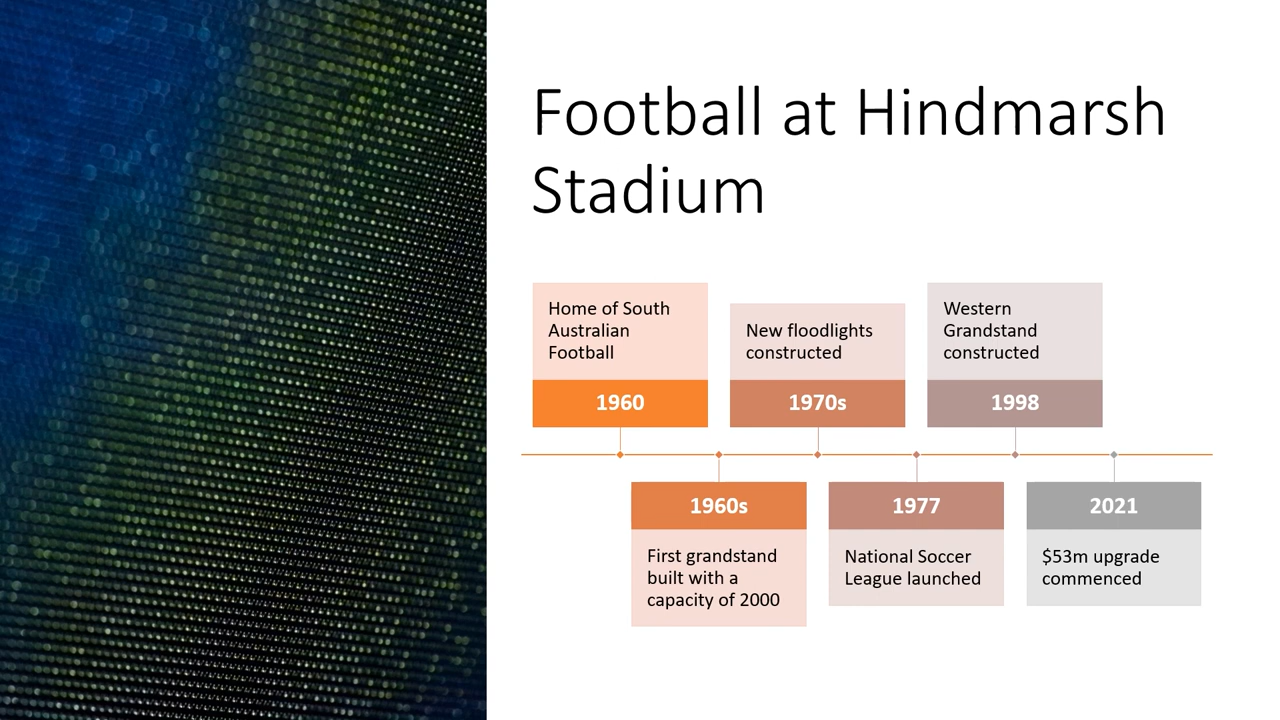 Football at Hindmarsh
Stadium
Home of South
Australian
Football
1960
First grandstand
built with a
capacity of 2000
1960s
New floodlights
constructed
1970s
National Soccer
League launched
1977
Western
Grandstand
constructed
1998
$53m upgrade
commenced
2021